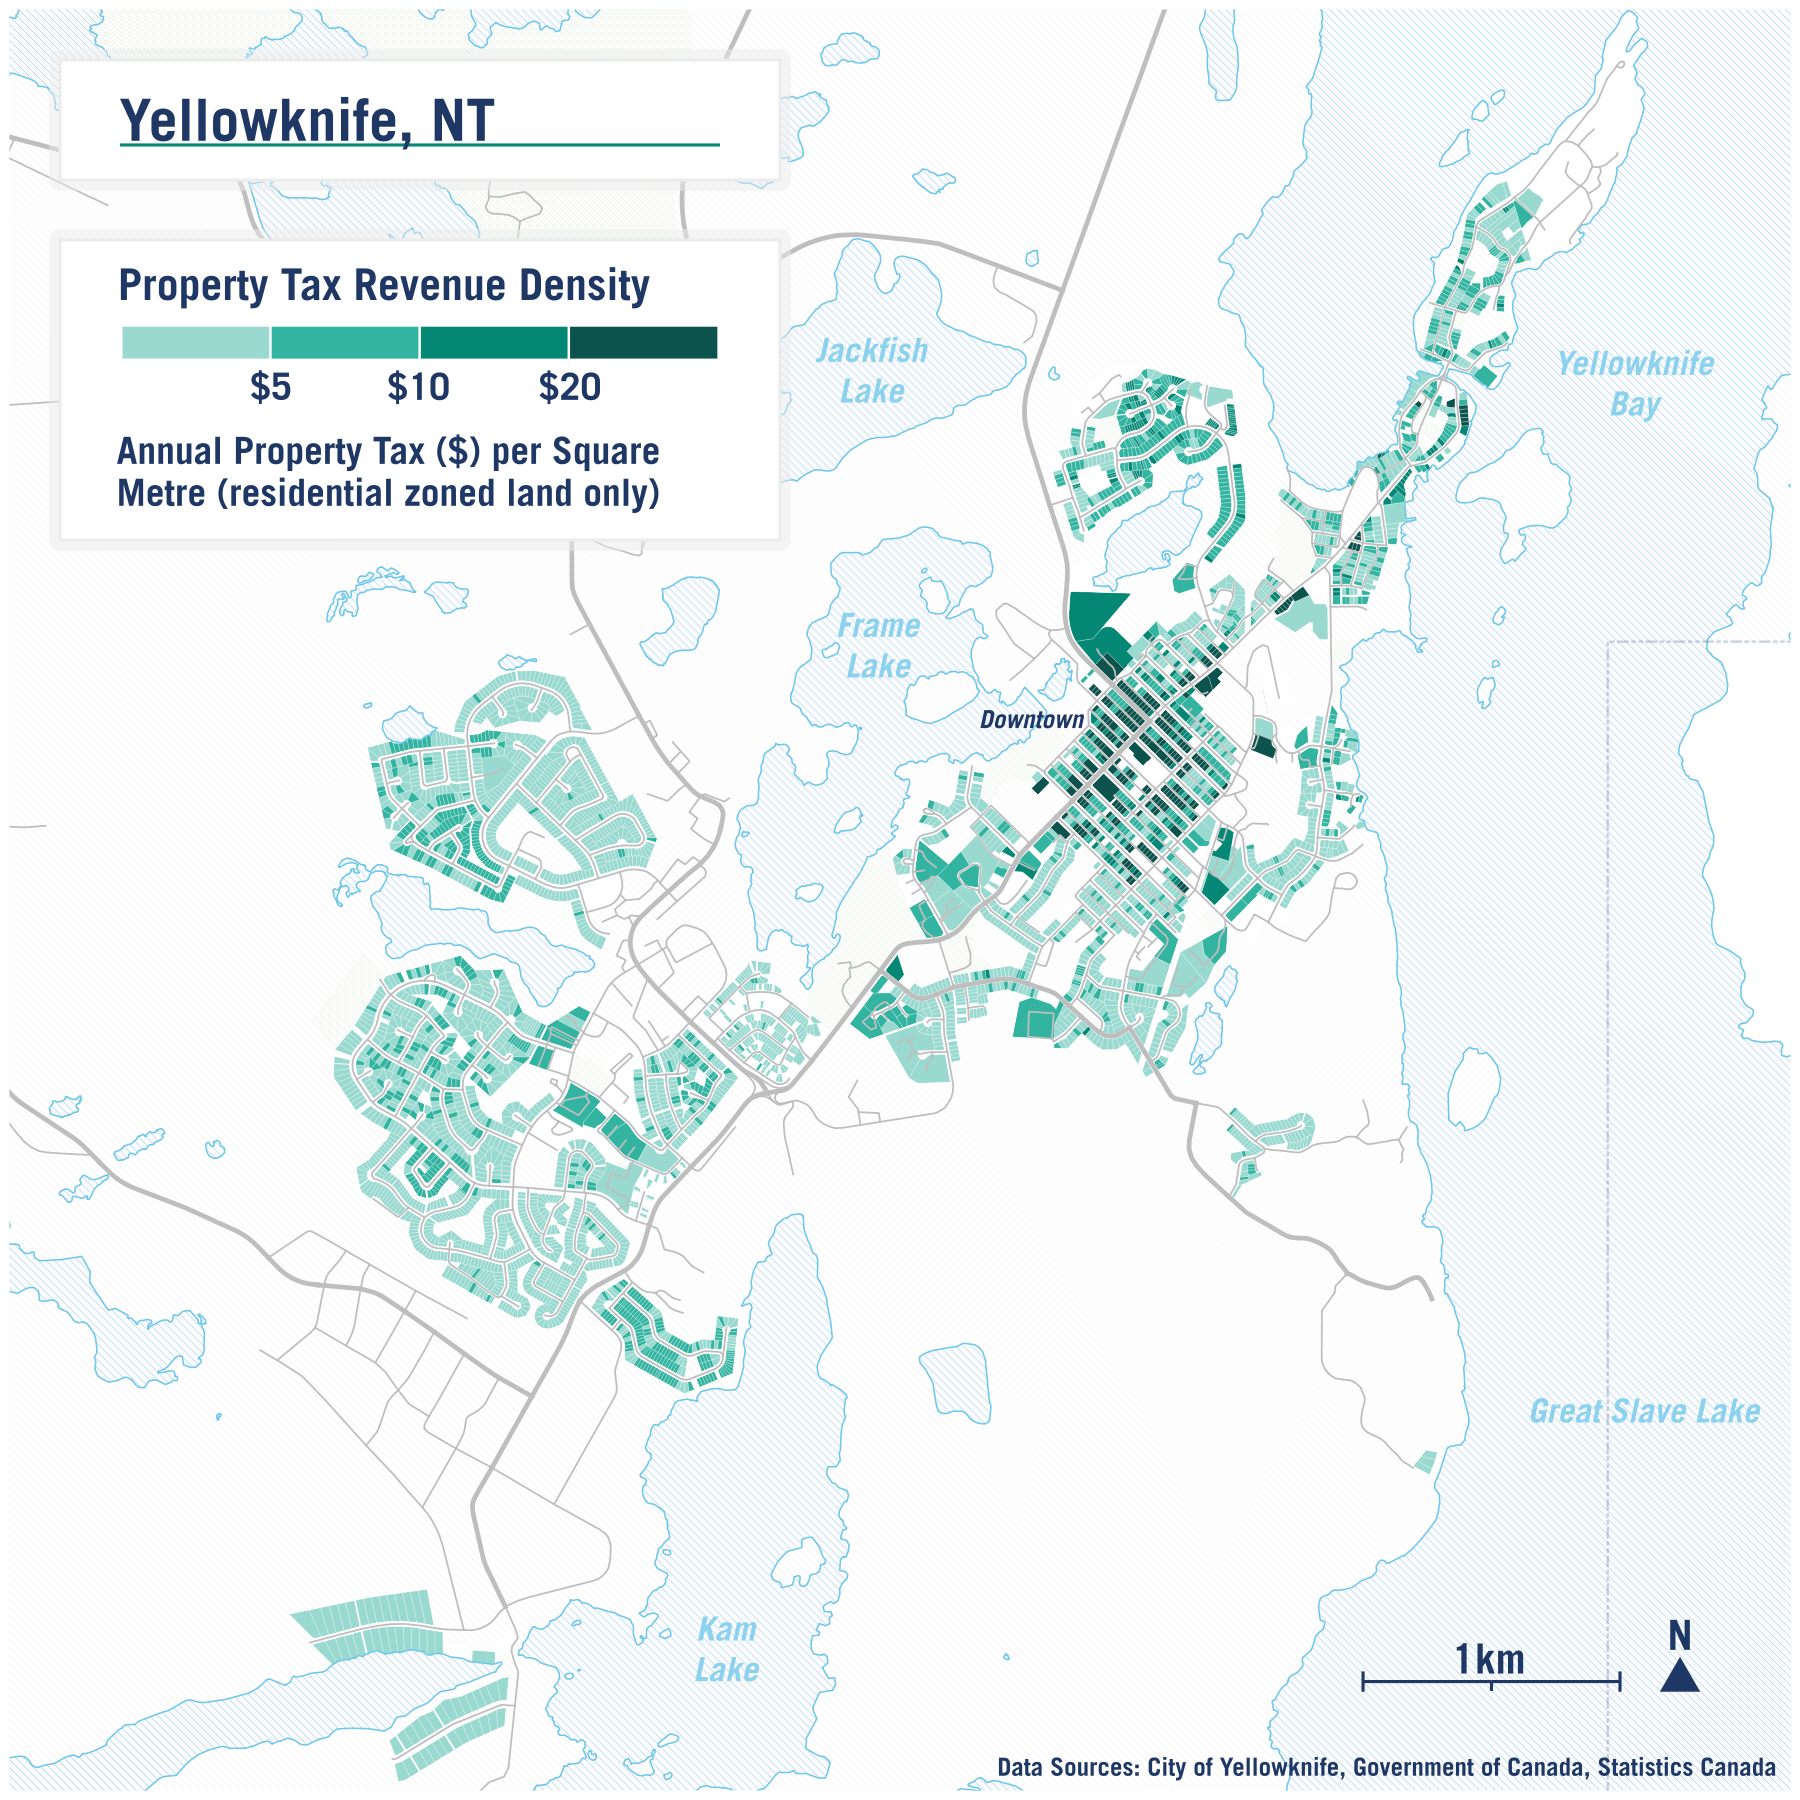 Yellowknife, NT
Property Tax Revenue Density
$5 $10 $20
Annual Property Tax ($) per Square
Metre (residential zoned land only)
Jackfish
Lake
Yellowknife
Bay
Frame
Lake
Downtown
Great Slave Lake
Kam
Lake
1km
N
Data Sources: City of Yellowknife, Government of Canada, Statistics Canada